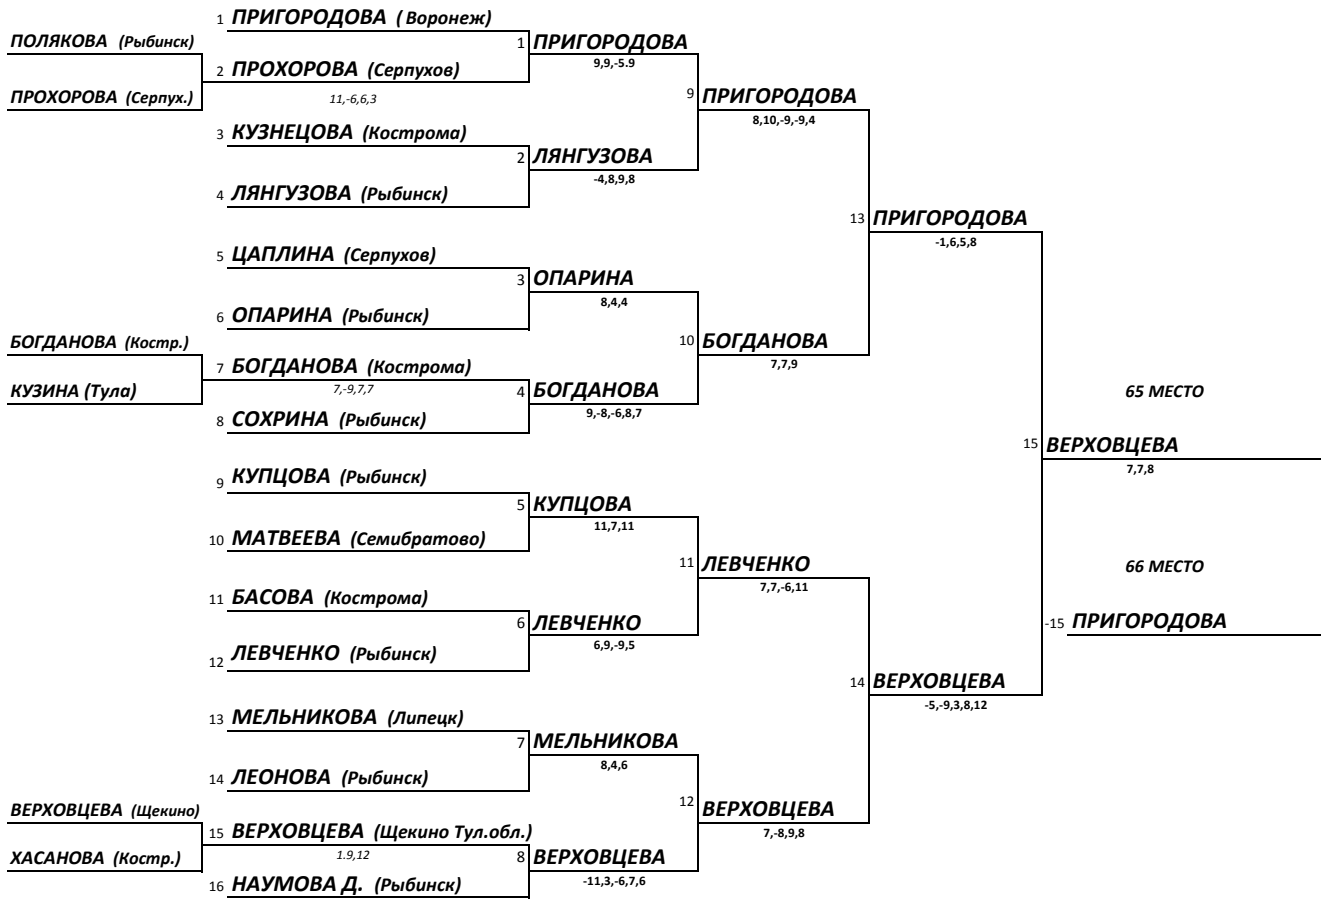 1 ПРИГОРОДОВА ( Воронеж)
ПОЛЯКОВА (Рыбинск)
1 ПРИГОРОДОВА
9,9,-5.9
2 ПРОХОРОВА (Серпухов)
ПРОХОРОВА (Серпух.)
11,-6,6,3
9 ПРИГОРОДОВА
8,10,-9,-9,4
3 КУЗНЕЦОВА (Кострома)
2 ЛЯНГУЗОВА
-4,8,9,8
4 ЛЯНГУЗОВА (Рыбинск)
13 ПРИГОРОДОВА
-1,6,5,8
5 ЦАПЛИНА (Серпухов)
3 ОПАРИНА
8,4,4
6 ОПАРИНА (Рыбинск)
БОГДАНОВА (Костр.)
10 БОГДАНОВА
7,7,9
7 БОГДАНОВА (Кострома)
7,-9,7,7
КУЗИНА (Тула)
4 БОГДАНОВА
9,-8,-6,8,7
65 МЕСТО
8 СОХРИНА (Рыбинск)
15 ВЕРХОВЦЕВА
7,7,8
9 КУПЦОВА (Рыбинск)
5 КУПЦОВА
11,7,11
10 МАТВЕЕВА (Семибратово)
11 ЛЕВЧЕНКО
7,7,-6,11
66 МЕСТО
11 БАСОВА (Кострома)
6 ЛЕВЧЕНКО
6,9,-9,5
-15 ПРИГОРОДОВА
12 ЛЕВЧЕНКО (Рыбинск)
14 ВЕРХОВЦЕВА
-5,-9,3,8,12
13 МЕЛЬНИКОВА (Липецк)
7 МЕЛЬНИКОВА
8,4,6
14 ЛЕОНОВА (Рыбинск)
ВЕРХОВЦЕВА (Щекино)
12 ВЕРХОВЦЕВА
7,-8,9,8
15 ВЕРХОВЦЕВА (Щекино Тул.обл.)
1.9,12
ХАСАНОВА (Костр.)
8 ВЕРХОВЦЕВА
-11,3,-6,7,6
16 НАУМОВА Д. (Рыбинск)